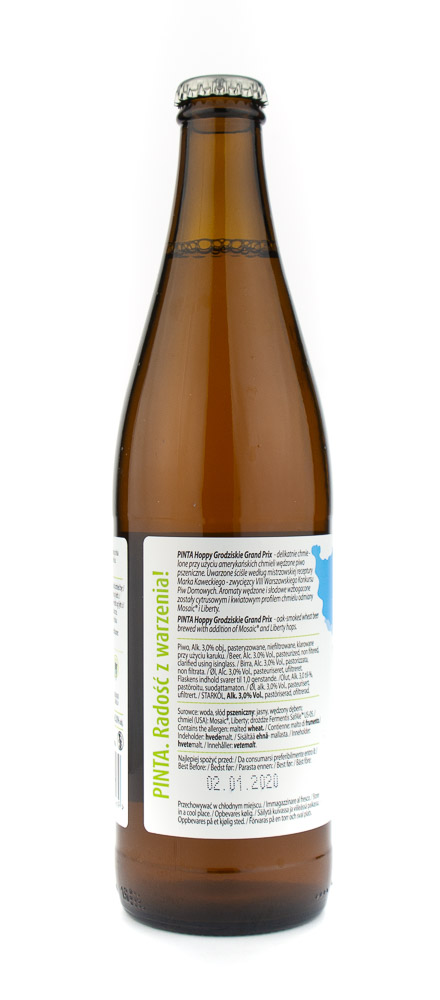 PINTA. Radość z warzenia!
PINTA Hoppy Grodziskie Grand Prix - delikatnie chmie-
lone przy użyciu amerykańskich chmieli wędzone piwo
pszeniczne. Uwarzone ściśle według mistrzowskiej receptury
Marka Kaweckiego - zwycięzcy VIII Warszawskiego Konkursu
Piw Domowych. Aromaty wędzone i słodowe wzbogacone
zostały cytrusowym i kwiatowym profilem chmielu odmiany
Mosaic® i Liberty.
PINTA Hoppy Grodziskie Grand Prix - oak-smoked wheat beer
brewed with addition of Mosaic® and Liberty hops.
Piwo, Alk. 3,0% obj., pasteryzowane, niefiltrowane, klarowane
przy użyciu karuku. / Beer, Alc. 3,0% Vol., pasteurized, non filtered,
clarified using isinglass. / Birra, Alc. 3,0% Vol., pastorizzata,
non filtrata. / Øl, Alc. 3,0% Vol., pasteuriseret, ufiltreret.
Flaskens indhold svarer til 1,0 genstande. / Olut, Alk. 3,0 til-%,
pastöroitu, suodattamaton. / Øl, alk. 3,0% Vol., pasteurisert,
ufiltrert. / STARKÖL, Alk. 3,0% Vol., pastöriserad, ofiltrerad.
Surowce: woda, słód pszeniczny: jasny, wędzony dębem;
chmiel (USA): Mosaic®, Liberty; drożdże Fermentis SafAle™ US-05. /
Contains the allergen: malted wheat. / Contiene: malto di frumento.
Indeholder: hvedemalt. / Sisältää ehnä- mallasta. / Inneholder:
hvetemalt. / Innehåller: vetemalt.
Najlepiej spożyć przed: / Da consumarsi preferibilmente entro il: /
Best Before: / Bedst før: / Parasta ennen: / Best før: / Bäst före:
02.01.2020
Przechowywać w chłodnym miejscu. / Immagazzinare al fresco. / Store
in a cool place. / Opbevares kølig. / Säilytä kuivassa ja viileässä paikassa.
Oppbevares på et kjølig sted. / Förvaras på en torr och sval plats.